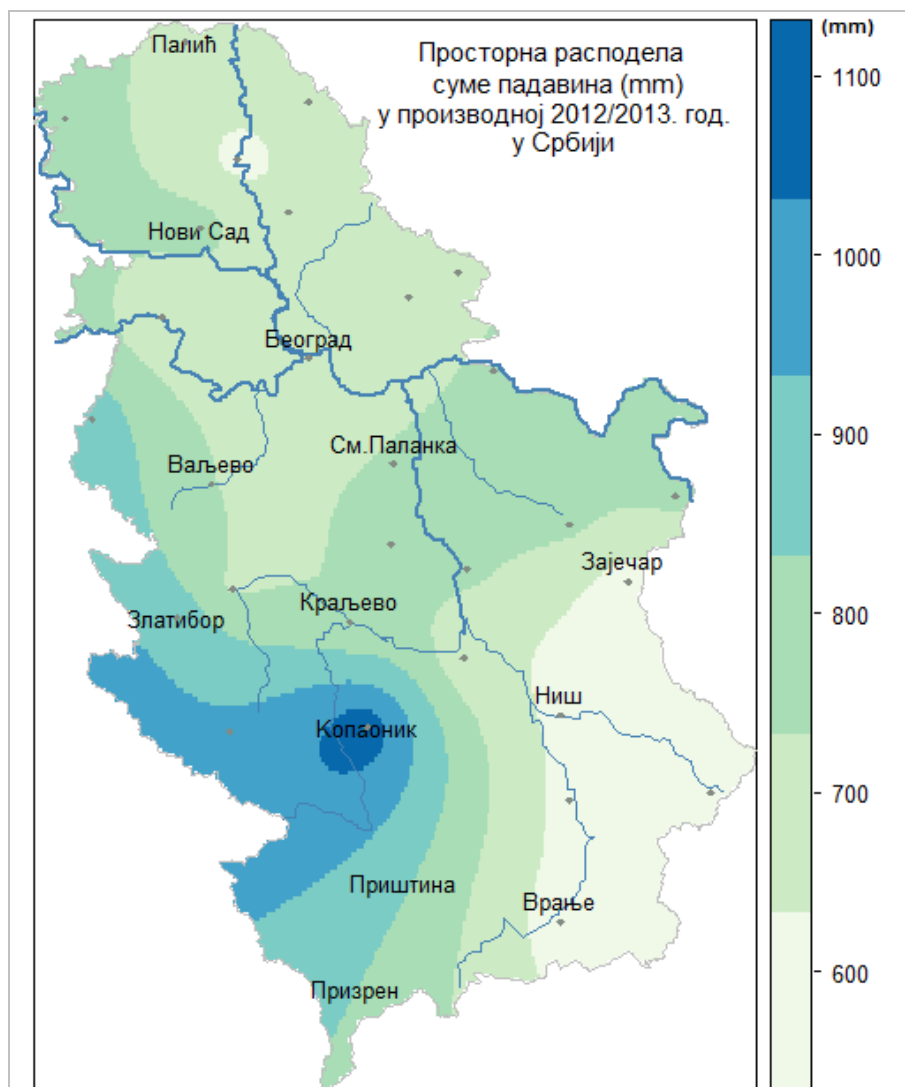 (mm)
Палић
Просторна расподела
суме падавина (mm)
у производној 2012/2013. год.
у Србији
1100
Нови Сад
1000
Београд
900
См.Паланка
Ваљево
Зајечар
800
Краљево
Златибор
Ниш
Копаоник
700
Приштина
Врање
600
Призрен